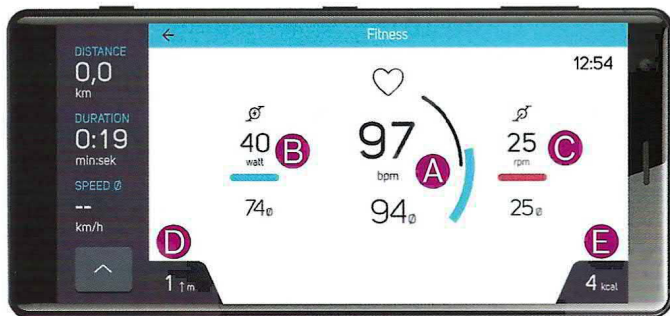 Fitness
12:54
DISTANCE
0,0
km
DURATION
0:19
min:sek
SPEED Ø
--
km/h
40
watt
B
74ø
97
bpm
A
94ø
25
rpm
C
25ø
D
1 ↑m
E
4 kcal